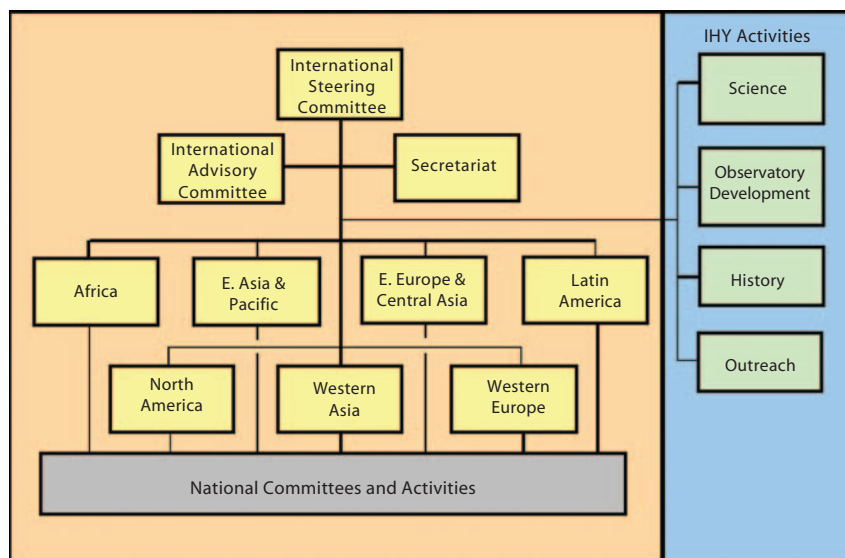 International
Steering
Committee
International
Advisory
Committee
Secretariat
Africa
E. Asia &
Pacific
E. Europe &
Central Asia
Latin
America
North
America
Western
Asia
Western
Europe
National Committees and Activities
IHY Activities
Science
Observatory
Development
History
Outreach